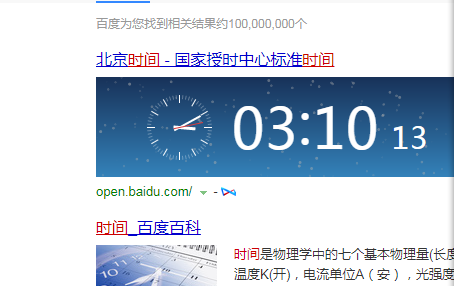 百度为您找到相关结果约100,000,000个
北京时间 - 国家授时中心标准时间
03:10 13
open.baidu.com/ -
时间_百度百科
时间是物理学中的七个基本物理量(长度
温度K(开)，电流单位A（安），光强度